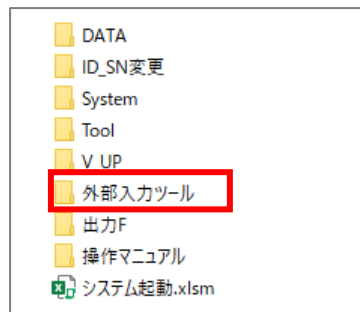 DATA
ID_SN変更
System
Tool
V_UP
外部入力ツール
出力F
操作マニュアル
システム起動.xlsm